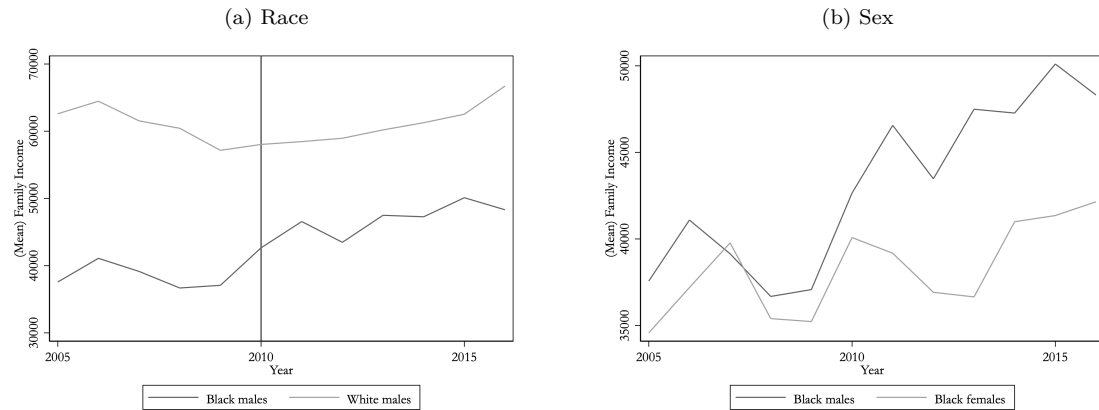 (a) Race
(Mean) Family Income
70000
60000
50000
40000
30000
2005
2010
2015
Year
Black males
White males
(b) Sex
(Mean) Family Income
50000
45000
40000
35000
2005
2010
2015
Year
Black males
Black females